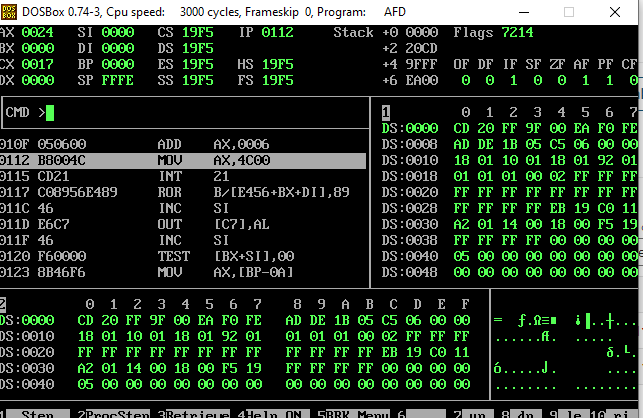 DOSBox 0.74-3, Cpu speed: 3000 cycles, Frameskip 0, Program: AFD
AX 0024 SI 0000 CS 19F5 IP 0112 Stack +0 0000 Flags 7214
BX 0000 DI 0000 DS 19F5 +2 20CD
CX 0017 BP 0000 ES 19F5 HS 19F5 +4 9FFF OF DF IF SF ZF AF PF CF
DX 0000 SP FFFE SS 19F5 FS 19F5 +6 EA00 0 0 1 0 0 1 1 0
CMD >
1 0 1 2 3 4 5 6 7
DS:0000 CD 20 FF 9F 00 EA F0 FE
010F 050600 ADD AX,0006 DS:0008 AD DE 1B 05 C5 06 00 00
0112 B8004C MOV AX,4C00 DS:0010 18 01 10 01 18 01 92 01
0115 CD21 INT 21 DS:0018 01 01 01 00 02 FF FF FF
0117 C08956E489 ROR B/[E456+BX+DI],89 DS:0020 FF FF FF FF FF FF FF FF
011C 46 INC SI DS:0028 FF FF FF FF EB 19 C0 11
011D E6C7 OUT [C7],AL DS:0030 A2 01 14 00 18 00 F5 19
011F 46 INC SI DS:0038 FF FF FF FF 00 00 00 00
0120 F60000 TEST [BX+SI],00 DS:0040 05 00 00 00 00 00 00 00
0123 8B46F6 MOV AX,[BP-0A] DS:0048 00 00 00 00 00 00 00 00
2 0 1 2 3 4 5 6 7 8 9 A B C D E F
DS:0000 CD 20 FF 9F 00 EA F0 FE AD DE 1B 05 C5 06 00 00 = ƒ.Ω≡■ ¡▐..┼.
DS:0010 18 01 10 01 18 01 92 01 01 01 01 00 02 FF FF FF
DS:0020 FF FF FF FF FF FF FF FF FF FF FF FF EB 19 C0 11 δ.└.
DS:0030 A2 01 14 00 18 00 F5 19 FF FF FF FF 00 00 00 00
DS:0040 05 00 00 00 00 00 00 00 00 00 00 00 00 00 00 00
1 Step 2ProcStep 3Retrieve 4Help ON 5BRK Menu 6 7 up 8 dn 9 le 10 ri